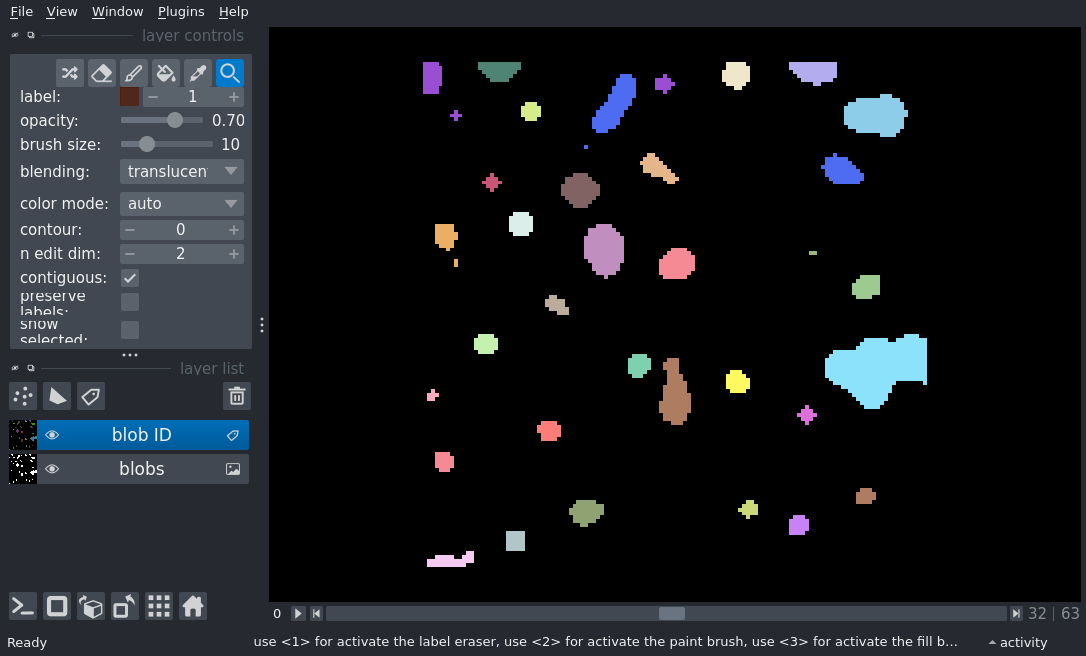 File View Window Plugins Help
layer controls
label: 1
opacity: 0.70
brush size: 10
blending: translucen
color mode: auto
contour: 0
n edit dim: 2
contiguous:
preserve
labels:
show
selected:
layer list
blob ID
blobs
0 32 63
Ready use <1> for activate the label eraser, use <2> for activate the paint brush, use <3> for activate the fill b... activity